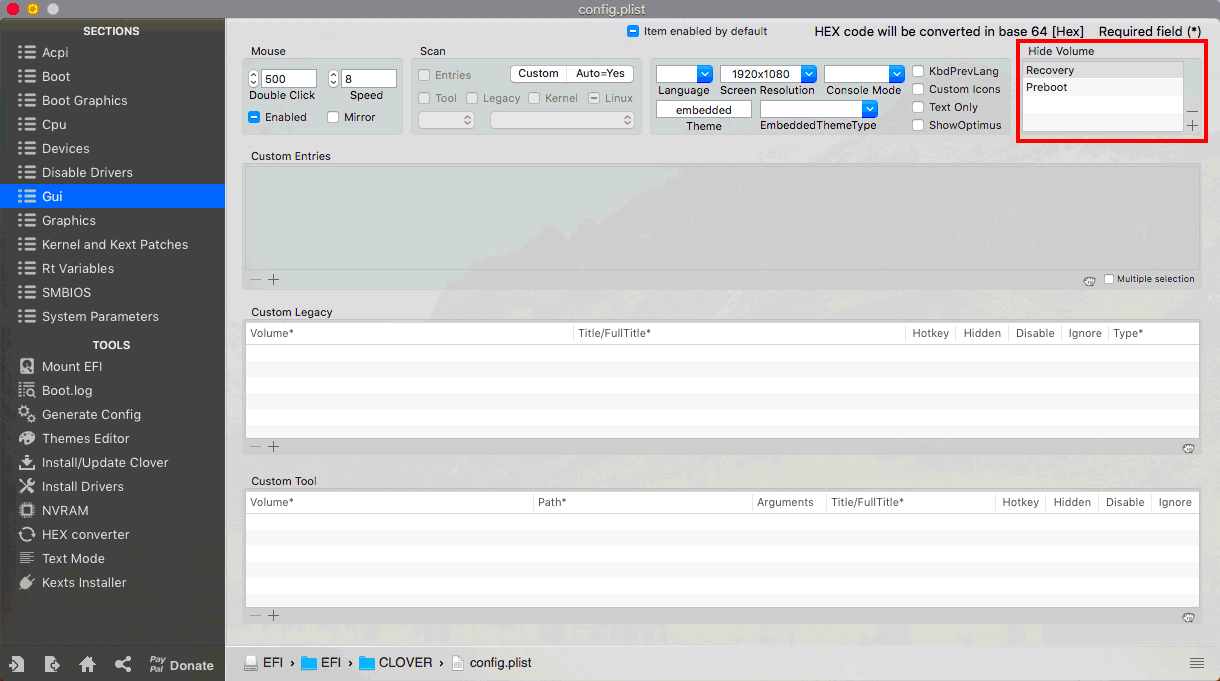 config.plist
SECTIONS
Acpi
Boot
Boot Graphics
Cpu
Devices
Disable Drivers
Gui
Graphics
Kernel and Kext Patches
Rt Variables
SMBIOS
System Parameters
TOOLS
Mount EFI
Boot.log
Generate Config
Themes Editor
Install/Update Clover
Install Drivers
NVRAM
HEX converter
Text Mode
Kexts Installer
Pay
Pal
Donate
Item enabled by default
HEX code will be converted in base 64 [Hex]
Required field (*)
Mouse
500
Double Click
8
Speed
Enabled
Mirror
Scan
Entries
Custom
Auto=Yes
Tool
Legacy
Kernel
Linux
Language
1920x1080
Screen Resolution
Console Mode
embedded
Theme
EmbeddedThemeType
KbdPrevLang
Custom Icons
Text Only
ShowOptimus
Hide Volume
Recovery
Preboot
Custom Entries
Multiple selection
Custom Legacy
Volume* Title/FullTitle* Hotkey Hidden Disable Ignore Type*
Custom Tool
Volume* Path* Arguments Title/FullTitle* Hotkey Hidden Disable Ignore
EFI › EFI › CLOVER › config.plist